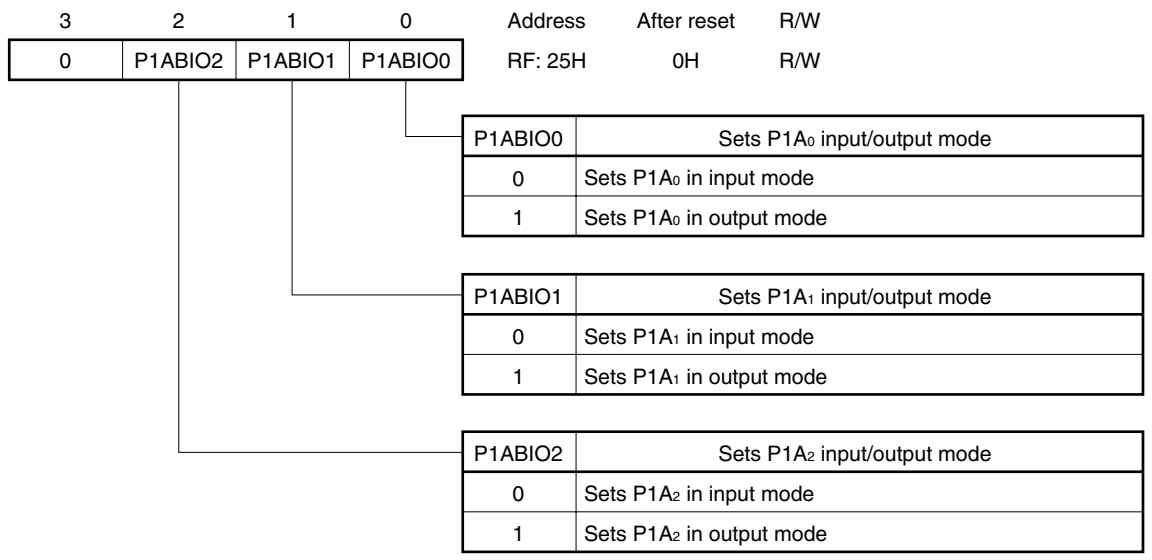 3 2 1 0 Address After reset R/W
0 P1ABIO2 P1ABIO1 P1ABIO0 RF: 25H 0H R/W
P1ABIO0 Sets P1A₀ input/output mode
0 Sets P1A₀ in input mode
1 Sets P1A₀ in output mode
P1ABIO1 Sets P1A₁ input/output mode
0 Sets P1A₁ in input mode
1 Sets P1A₁ in output mode
P1ABIO2 Sets P1A₂ input/output mode
0 Sets P1A₂ in input mode
1 Sets P1A₂ in output mode